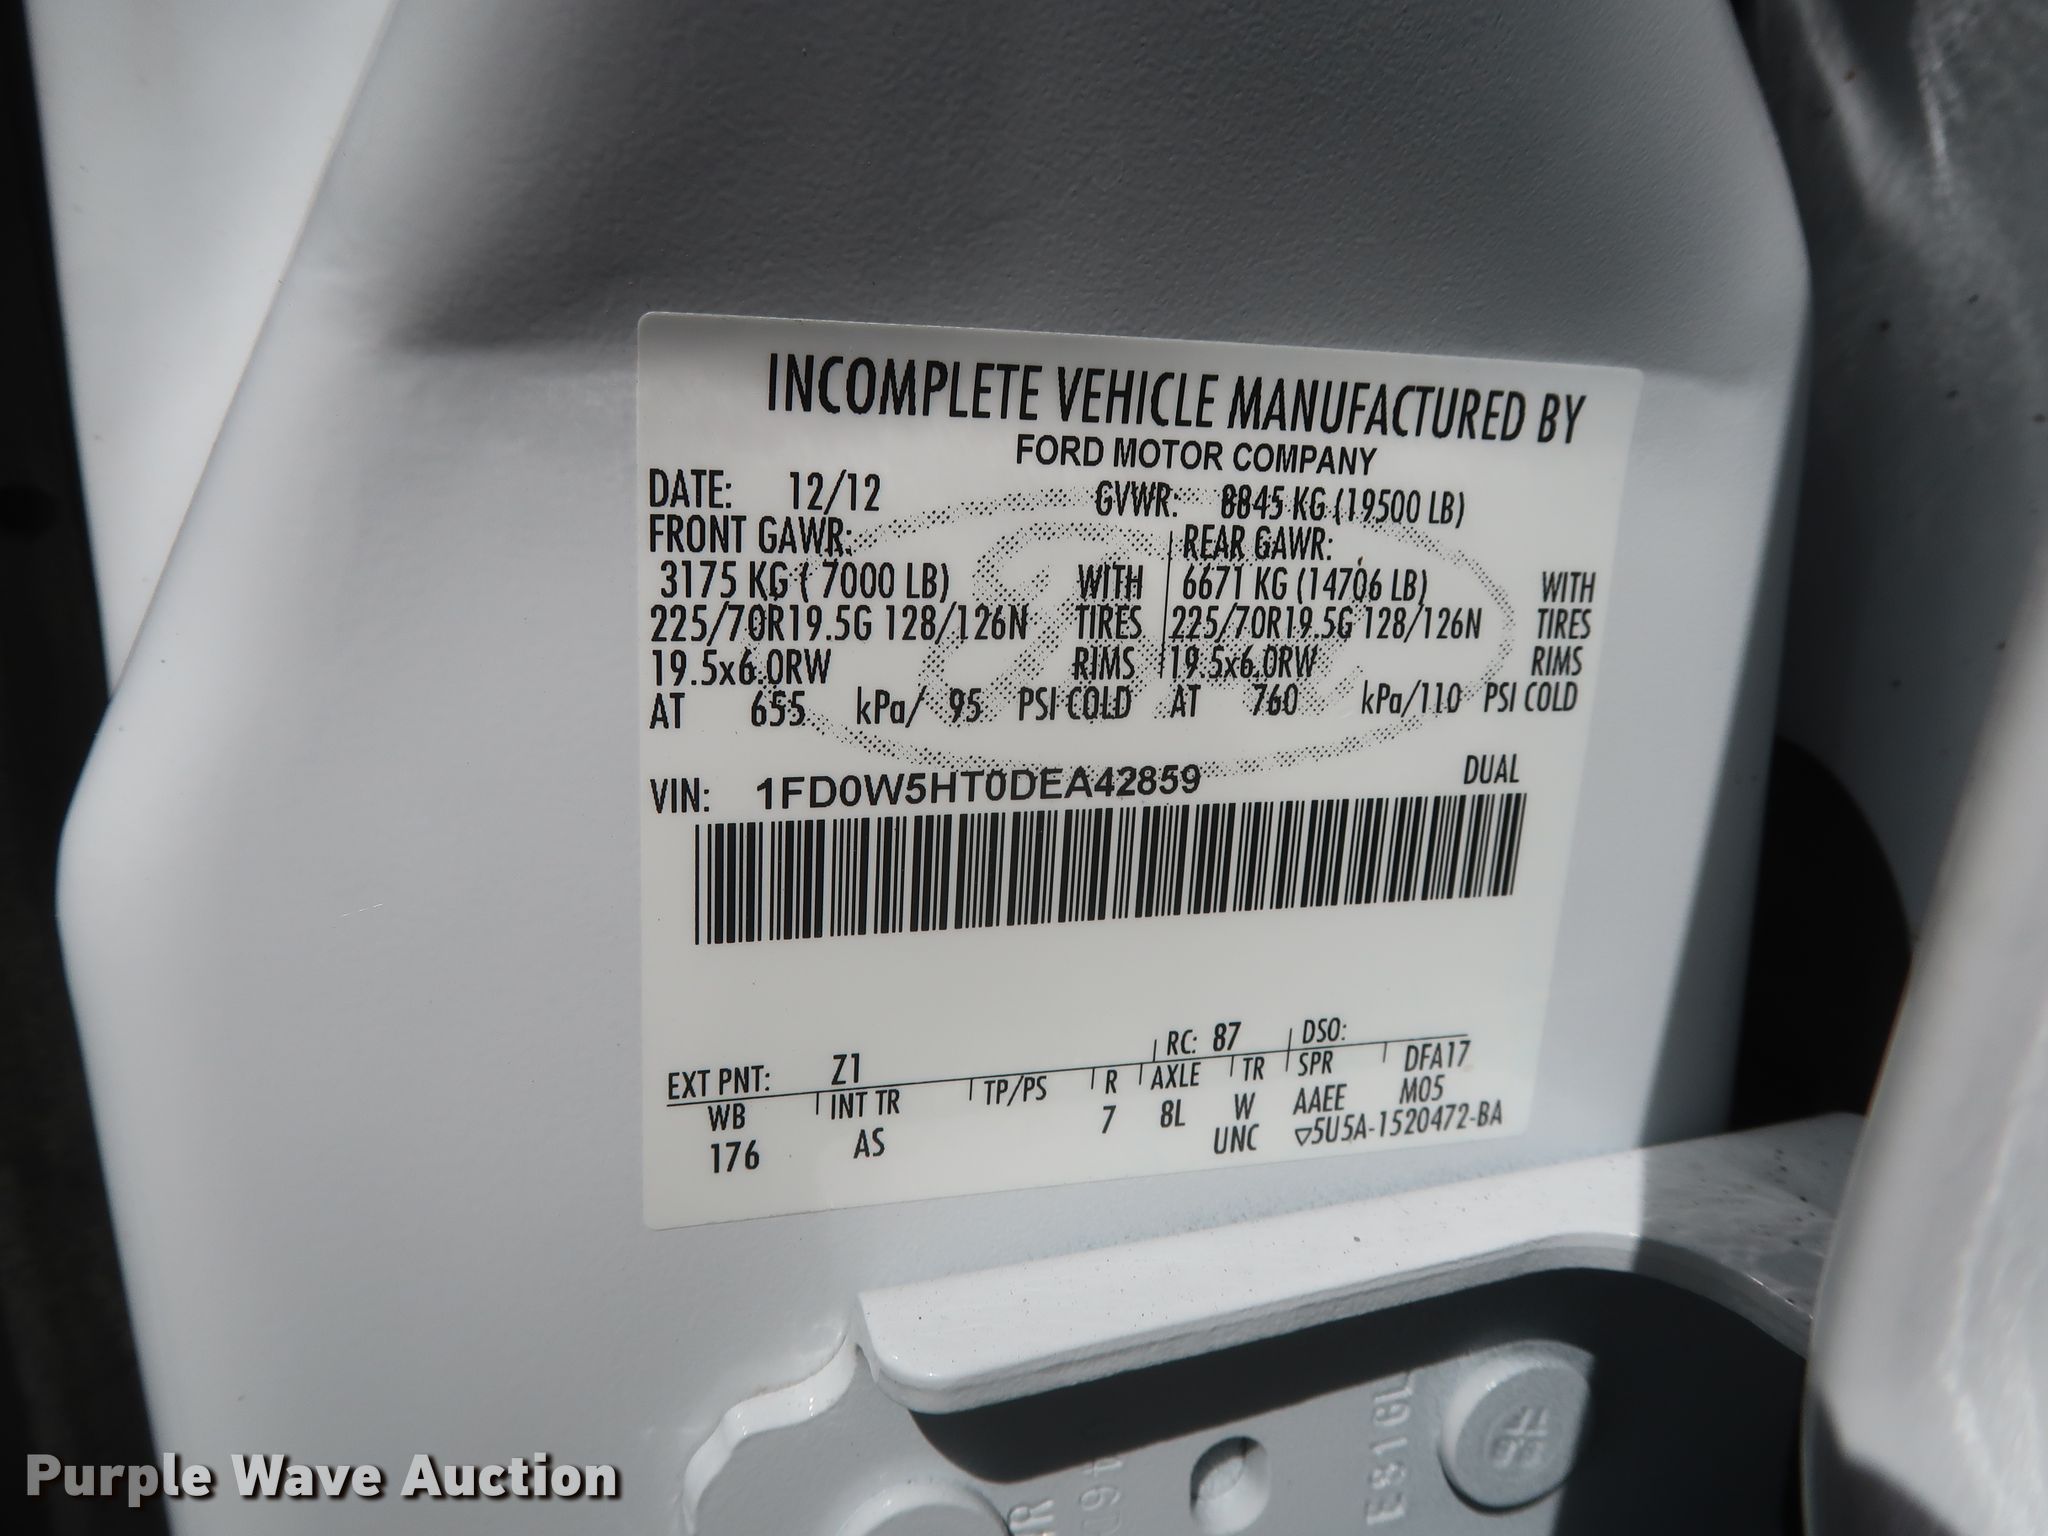 INCOMPLETE VEHICLE MANUFACTURED BY
FORD MOTOR COMPANY
DATE: 12/12 GVWR: 8845 KG (19500 LB)
FRONT GAWR: REAR GAWR:
3175 KG ( 7000 LB) WITH 6671 KG (14706 LB) WITH
225/70R19.5G 128/126N TIRES 225/70R19.5G 128/126N TIRES
19.5x6.0RW RIMS 19.5x6.0RW RIMS
AT 655 kPa/ 95 PSI COLD AT 760 kPa/110 PSI COLD
VIN: 1FD0W5HT0DEA42859 DUAL
EXT PNT: Z1 RC: 87 DSO:
WB INT TR TP/PS R AXLE TR SPR DFA17
176 AS 7 8L W AAEE M05
UNC ▽5U5A-1520472-BA
Purple Wave Auction